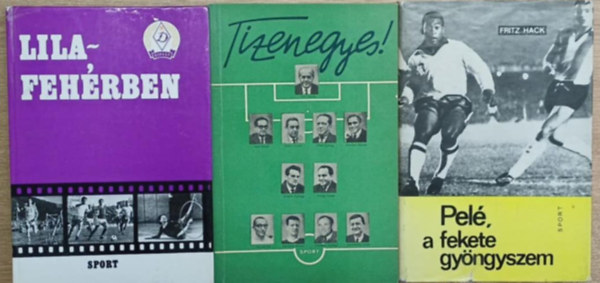 LILA-
FEHÉRBEN
SPORT
Tizenegyes!
SPORT
FRITZ HACK
Pelé,
a fekete
gyöngyszem
SPORT